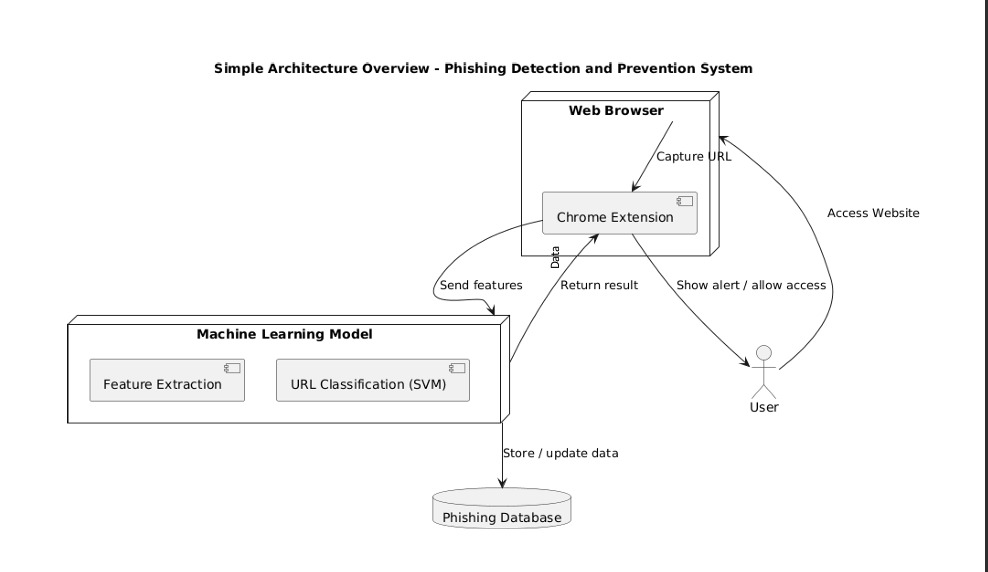 Simple Architecture Overview - Phishing Detection and Prevention System
Web Browser
Capture URL
Chrome Extension
Access Website
Data
Send features
Return result
Show alert / allow access
Machine Learning Model
Feature Extraction
URL Classification (SVM)
User
Store / update data
Phishing Database